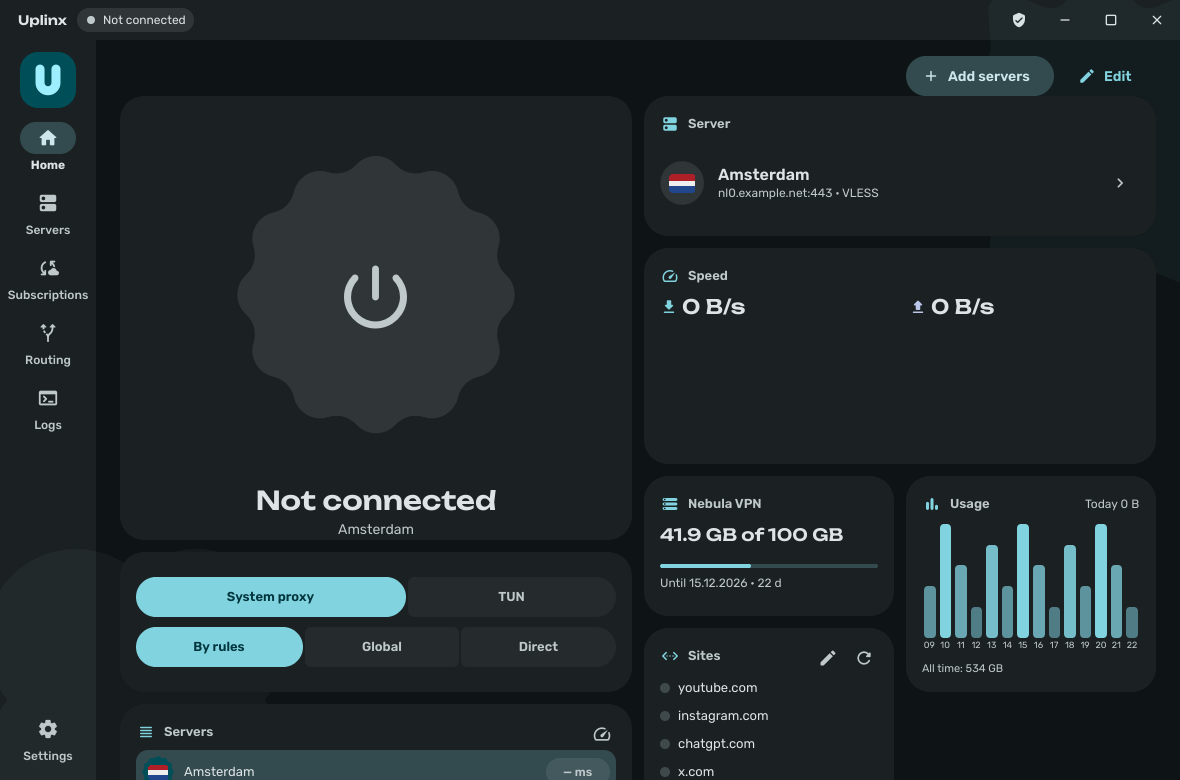 Uplinx
Not connected
Add servers
Edit
U
Home
Servers
Subscriptions
Routing
Logs
Settings
Not connected
Amsterdam
System proxy
TUN
By rules
Global
Direct
Servers
Amsterdam
– ms
Server
Amsterdam
nl0.example.net:443 • VLESS
Speed
0 B/s
0 B/s
Nebula VPN
41.9 GB of 100 GB
Until 15.12.2026 • 22 d
Sites
youtube.com
instagram.com
chatgpt.com
x.com
Usage
Today 0 B
09 10 11 12 13 14 15 16 17 18 19 20 21 22
All time: 534 GB